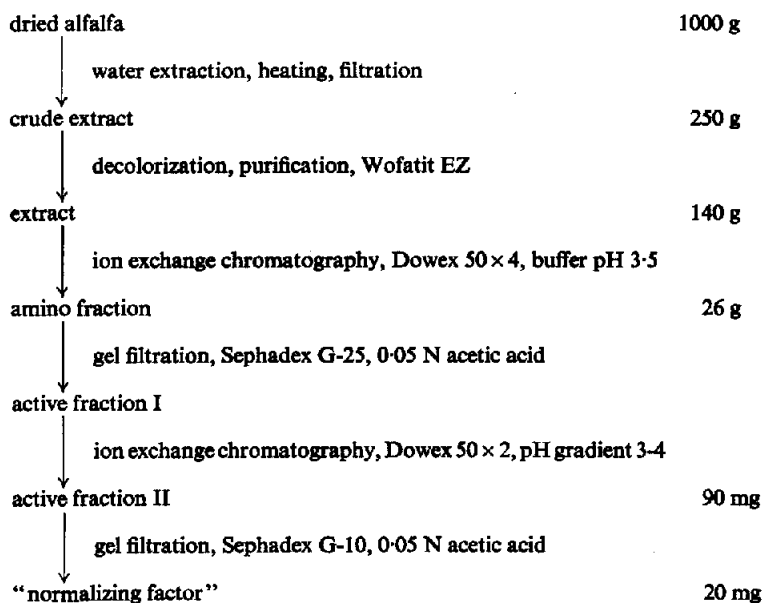 dried alfalfa 1000 g
water extraction, heating, filtration
crude extract 250 g
decolorization, purification, Wofatit EZ
extract 140 g
ion exchange chromatography, Dowex 50 × 4, buffer pH 3·5
amino fraction 26 g
gel filtration, Sephadex G-25, 0·05 N acetic acid
active fraction I
ion exchange chromatography, Dowex 50 × 2, pH gradient 3-4
active fraction II 90 mg
gel filtration, Sephadex G-10, 0·05 N acetic acid
“normalizing factor” 20 mg